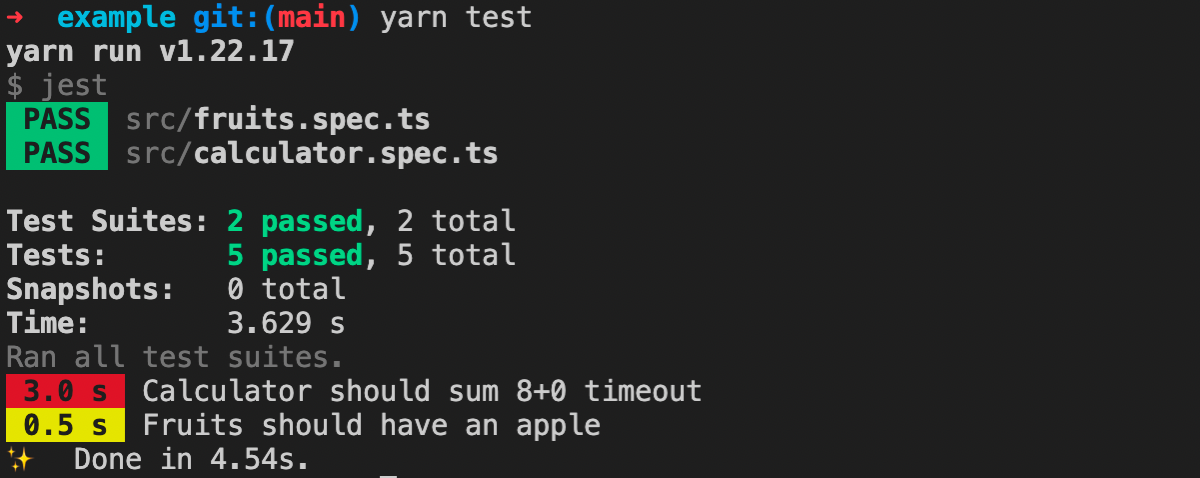 ➜  example git:(main) yarn test
yarn run v1.22.17
$ jest
PASS src/fruits.spec.ts
PASS src/calculator.spec.ts
Test Suites: 2 passed, 2 total
Tests:       5 passed, 5 total
Snapshots:   0 total
Time:        3.629 s
Ran all test suites.
3.0 s Calculator should sum 8+0 timeout
0.5 s Fruits should have an apple
✨  Done in 4.54s.